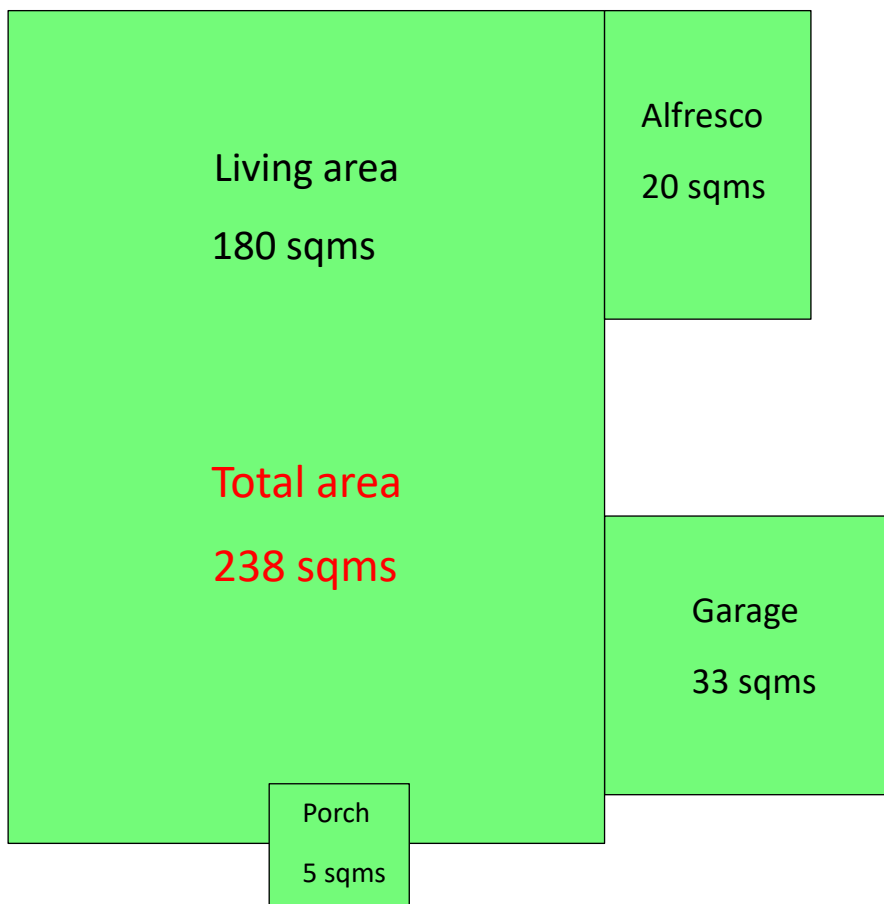 Living area
180 sqms
Alfresco
20 sqms
Total area
238 sqms
Garage
33 sqms
Porch
5 sqms